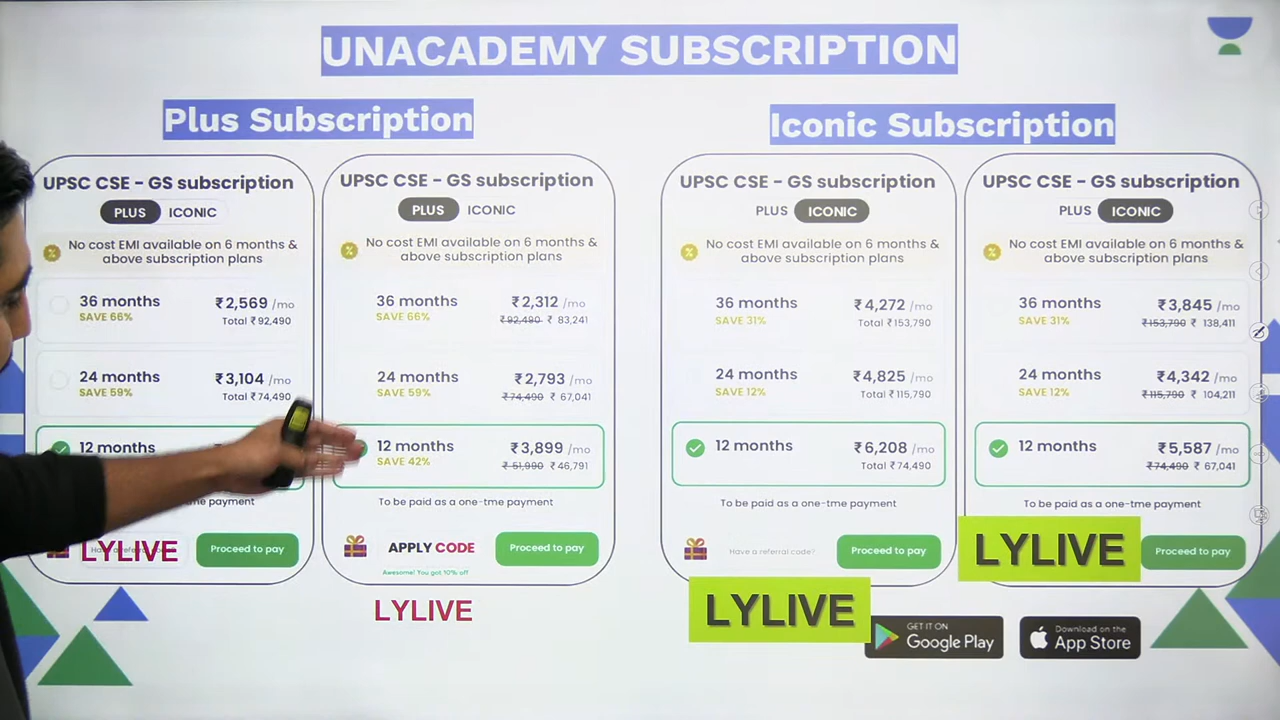 UNACADEMY SUBSCRIPTION
Plus Subscription
UPSC CSE - GS subscription
PLUS ICONIC
No cost EMI available on 6 months &
above subscription plans
36 months ₹2,569 /mo
SAVE 66% Total ₹92,490
24 months ₹3,104 /mo
SAVE 59% Total ₹74,490
12 months
payment
LYLIVE
Proceed to pay
UPSC CSE - GS subscription
PLUS ICONIC
No cost EMI available on 6 months &
above subscription plans
36 months ₹2,312 /mo
SAVE 66% ₹92,490 ₹ 83,241
24 months ₹2,793 /mo
SAVE 59% ₹74,490 ₹ 67,041
12 months ₹3,899 /mo
SAVE 42% ₹51,990 ₹46,791
To be paid as a one-tme payment
APPLY CODE Proceed to pay
Awesome! You got 10% off
LYLIVE
Iconic Subscription
UPSC CSE - GS subscription
PLUS ICONIC
No cost EMI available on 6 months &
above subscription plans
36 months ₹4,272 /mo
SAVE 31% Total ₹153,790
24 months ₹4,825 /mo
SAVE 12% Total ₹115,790
12 months ₹6,208 /mo
Total ₹74,490
To be paid as a one-tme payment
Have a referral code? Proceed to pay
LYLIVE
UPSC CSE - GS subscription
PLUS ICONIC
No cost EMI available on 6 months &
above subscription plans
36 months ₹3,845 /mo
SAVE 31% ₹153,790 ₹ 138,411
24 months ₹4,342 /mo
SAVE 12% ₹115,790 ₹ 104,211
12 months ₹5,587 /mo
₹74,490 ₹ 67,041
To be paid as a one-tme payment
LYLIVE Proceed to pay
GET IT ON
Google Play
Download on the
App Store